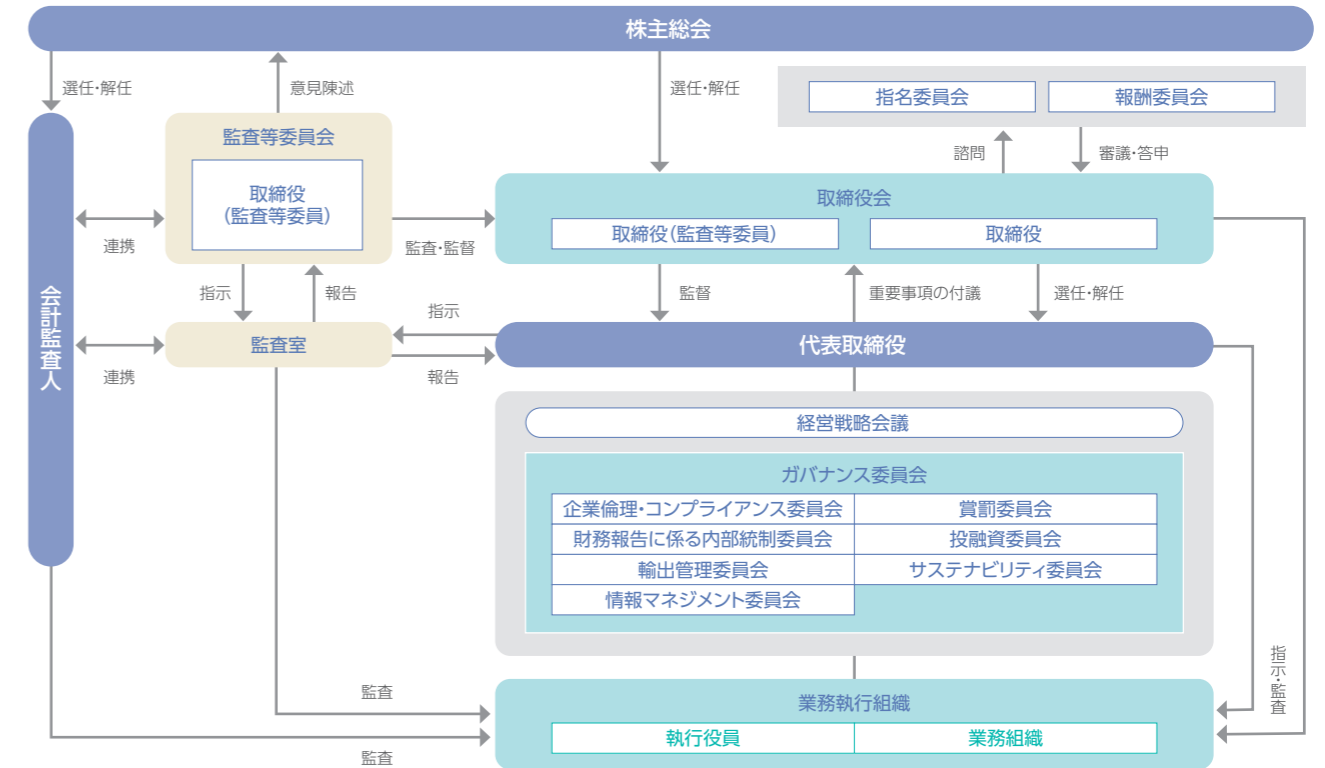 株主総会
選任・解任
意見陳述
選任・解任
指名委員会
報酬委員会
諮問
審議・答申
監査等委員会
取締役
（監査等委員）
連携
監査・監督
取締役会
取締役（監査等委員）
取締役
指示
報告
監督
重要事項の付議
選任・解任
会計監査人
連携
監査室
指示
報告
代表取締役
経営戦略会議
ガバナンス委員会
企業倫理・コンプライアンス委員会
賞罰委員会
財務報告に係る内部統制委員会
投融資委員会
輸出管理委員会
サステナビリティ委員会
情報マネジメント委員会
指示・監査
監査
監査
業務執行組織
執行役員
業務組織